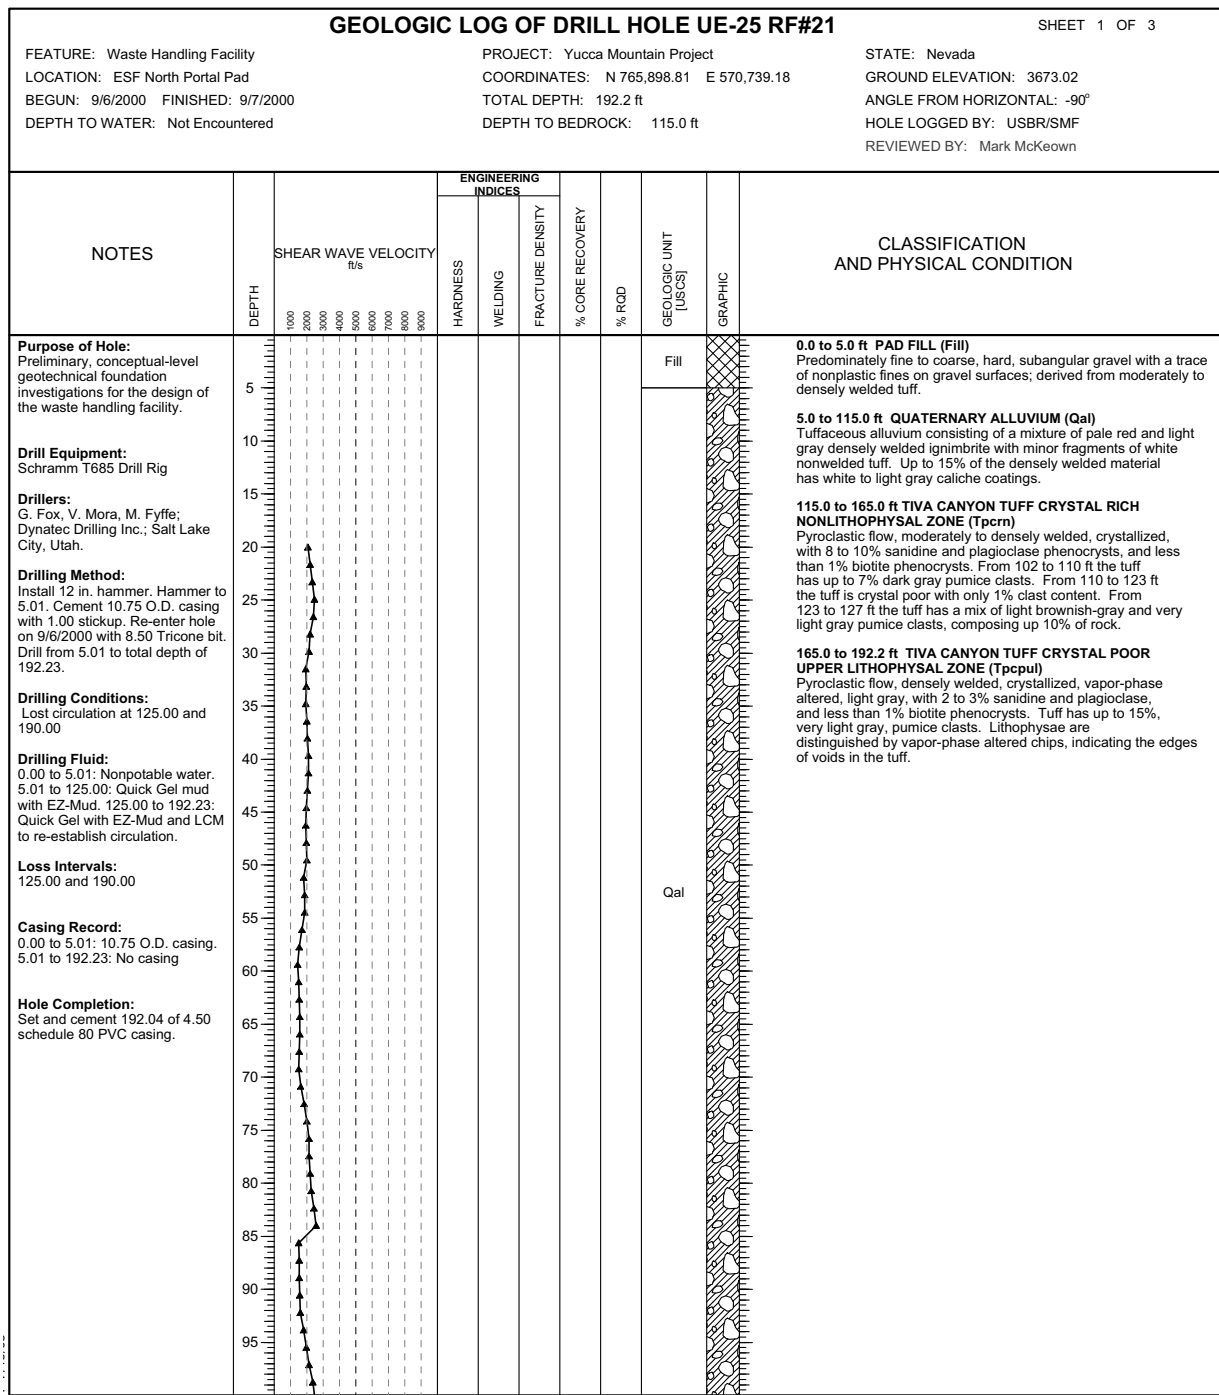 GEOLOGIC LOG OF DRILL HOLE UE-25 RF#21
SHEET 1 OF 3
FEATURE: Waste Handling Facility
LOCATION: ESF North Portal Pad
BEGUN: 9/6/2000 FINISHED: 9/7/2000
DEPTH TO WATER: Not Encountered
PROJECT: Yucca Mountain Project
COORDINATES: N 765,898.81 E 570,739.18
TOTAL DEPTH: 192.2 ft
DEPTH TO BEDROCK: 115.0 ft
STATE: Nevada
GROUND ELEVATION: 3673.02
ANGLE FROM HORIZONTAL: -90°
HOLE LOGGED BY: USBR/SMF
REVIEWED BY: Mark McKeown
NOTES
DEPTH
SHEAR WAVE VELOCITY
ft/s
1000
2000
3000
4000
5000
6000
7000
8000
9000
ENGINEERING
INDICES
HARDNESS
WELDING
FRACTURE DENSITY
% CORE RECOVERY
% RQD
GEOLOGIC UNIT
[USCS]
GRAPHIC
CLASSIFICATION
AND PHYSICAL CONDITION
Purpose of Hole:
Preliminary, conceptual-level
geotechnical foundation
investigations for the design of
the waste handling facility.
Drill Equipment:
Schramm T685 Drill Rig
Drillers:
G. Fox, V. Mora, M. Fyffe;
Dynatec Drilling Inc.; Salt Lake
City, Utah.
Drilling Method:
Install 12 in. hammer. Hammer to
5.01. Cement 10.75 O.D. casing
with 1.00 stickup. Re-enter hole
on 9/6/2000 with 8.50 Tricone bit.
Drill from 5.01 to total depth of
192.23.
Drilling Conditions:
Lost circulation at 125.00 and
190.00
Drilling Fluid:
0.00 to 5.01: Nonpotable water.
5.01 to 125.00: Quick Gel mud
with EZ-Mud. 125.00 to 192.23:
Quick Gel with EZ-Mud and LCM
to re-establish circulation.
Loss Intervals:
125.00 and 190.00
Casing Record:
0.00 to 5.01: 10.75 O.D. casing.
5.01 to 192.23: No casing
Hole Completion:
Set and cement 192.04 of 4.50
schedule 80 PVC casing.
5
10
15
20
25
30
35
40
45
50
55
60
65
70
75
80
85
90
95
Fill
Qal
0.0 to 5.0 ft PAD FILL (Fill)
Predominately fine to coarse, hard, subangular gravel with a trace
of nonplastic fines on gravel surfaces; derived from moderately to
densely welded tuff.
5.0 to 115.0 ft QUATERNARY ALLUVIUM (Qal)
Tuffaceous alluvium consisting of a mixture of pale red and light
gray densely welded ignimbrite with minor fragments of white
nonwelded tuff. Up to 15% of the densely welded material
has white to light gray caliche coatings.
115.0 to 165.0 ft TIVA CANYON TUFF CRYSTAL RICH
NONLITHOPHYSAL ZONE (Tpcrn)
Pyroclastic flow, moderately to densely welded, crystallized,
with 8 to 10% sanidine and plagioclase phenocrysts, and less
than 1% biotite phenocrysts. From 102 to 110 ft the tuff
has up to 7% dark gray pumice clasts. From 110 to 123 ft
the tuff is crystal poor with only 1% clast content. From
123 to 127 ft the tuff has a mix of light brownish-gray and very
light gray pumice clasts, composing up 10% of rock.
165.0 to 192.2 ft TIVA CANYON TUFF CRYSTAL POOR
UPPER LITHOPHYSAL ZONE (Tpcpul)
Pyroclastic flow, densely welded, crystallized, vapor-phase
altered, light gray, with 2 to 3% sanidine and plagioclase,
and less than 1% biotite phenocrysts. Tuff has up to 15%,
very light gray, pumice clasts. Lithophysae are
distinguished by vapor-phase altered chips, indicating the edges
of voids in the tuff.